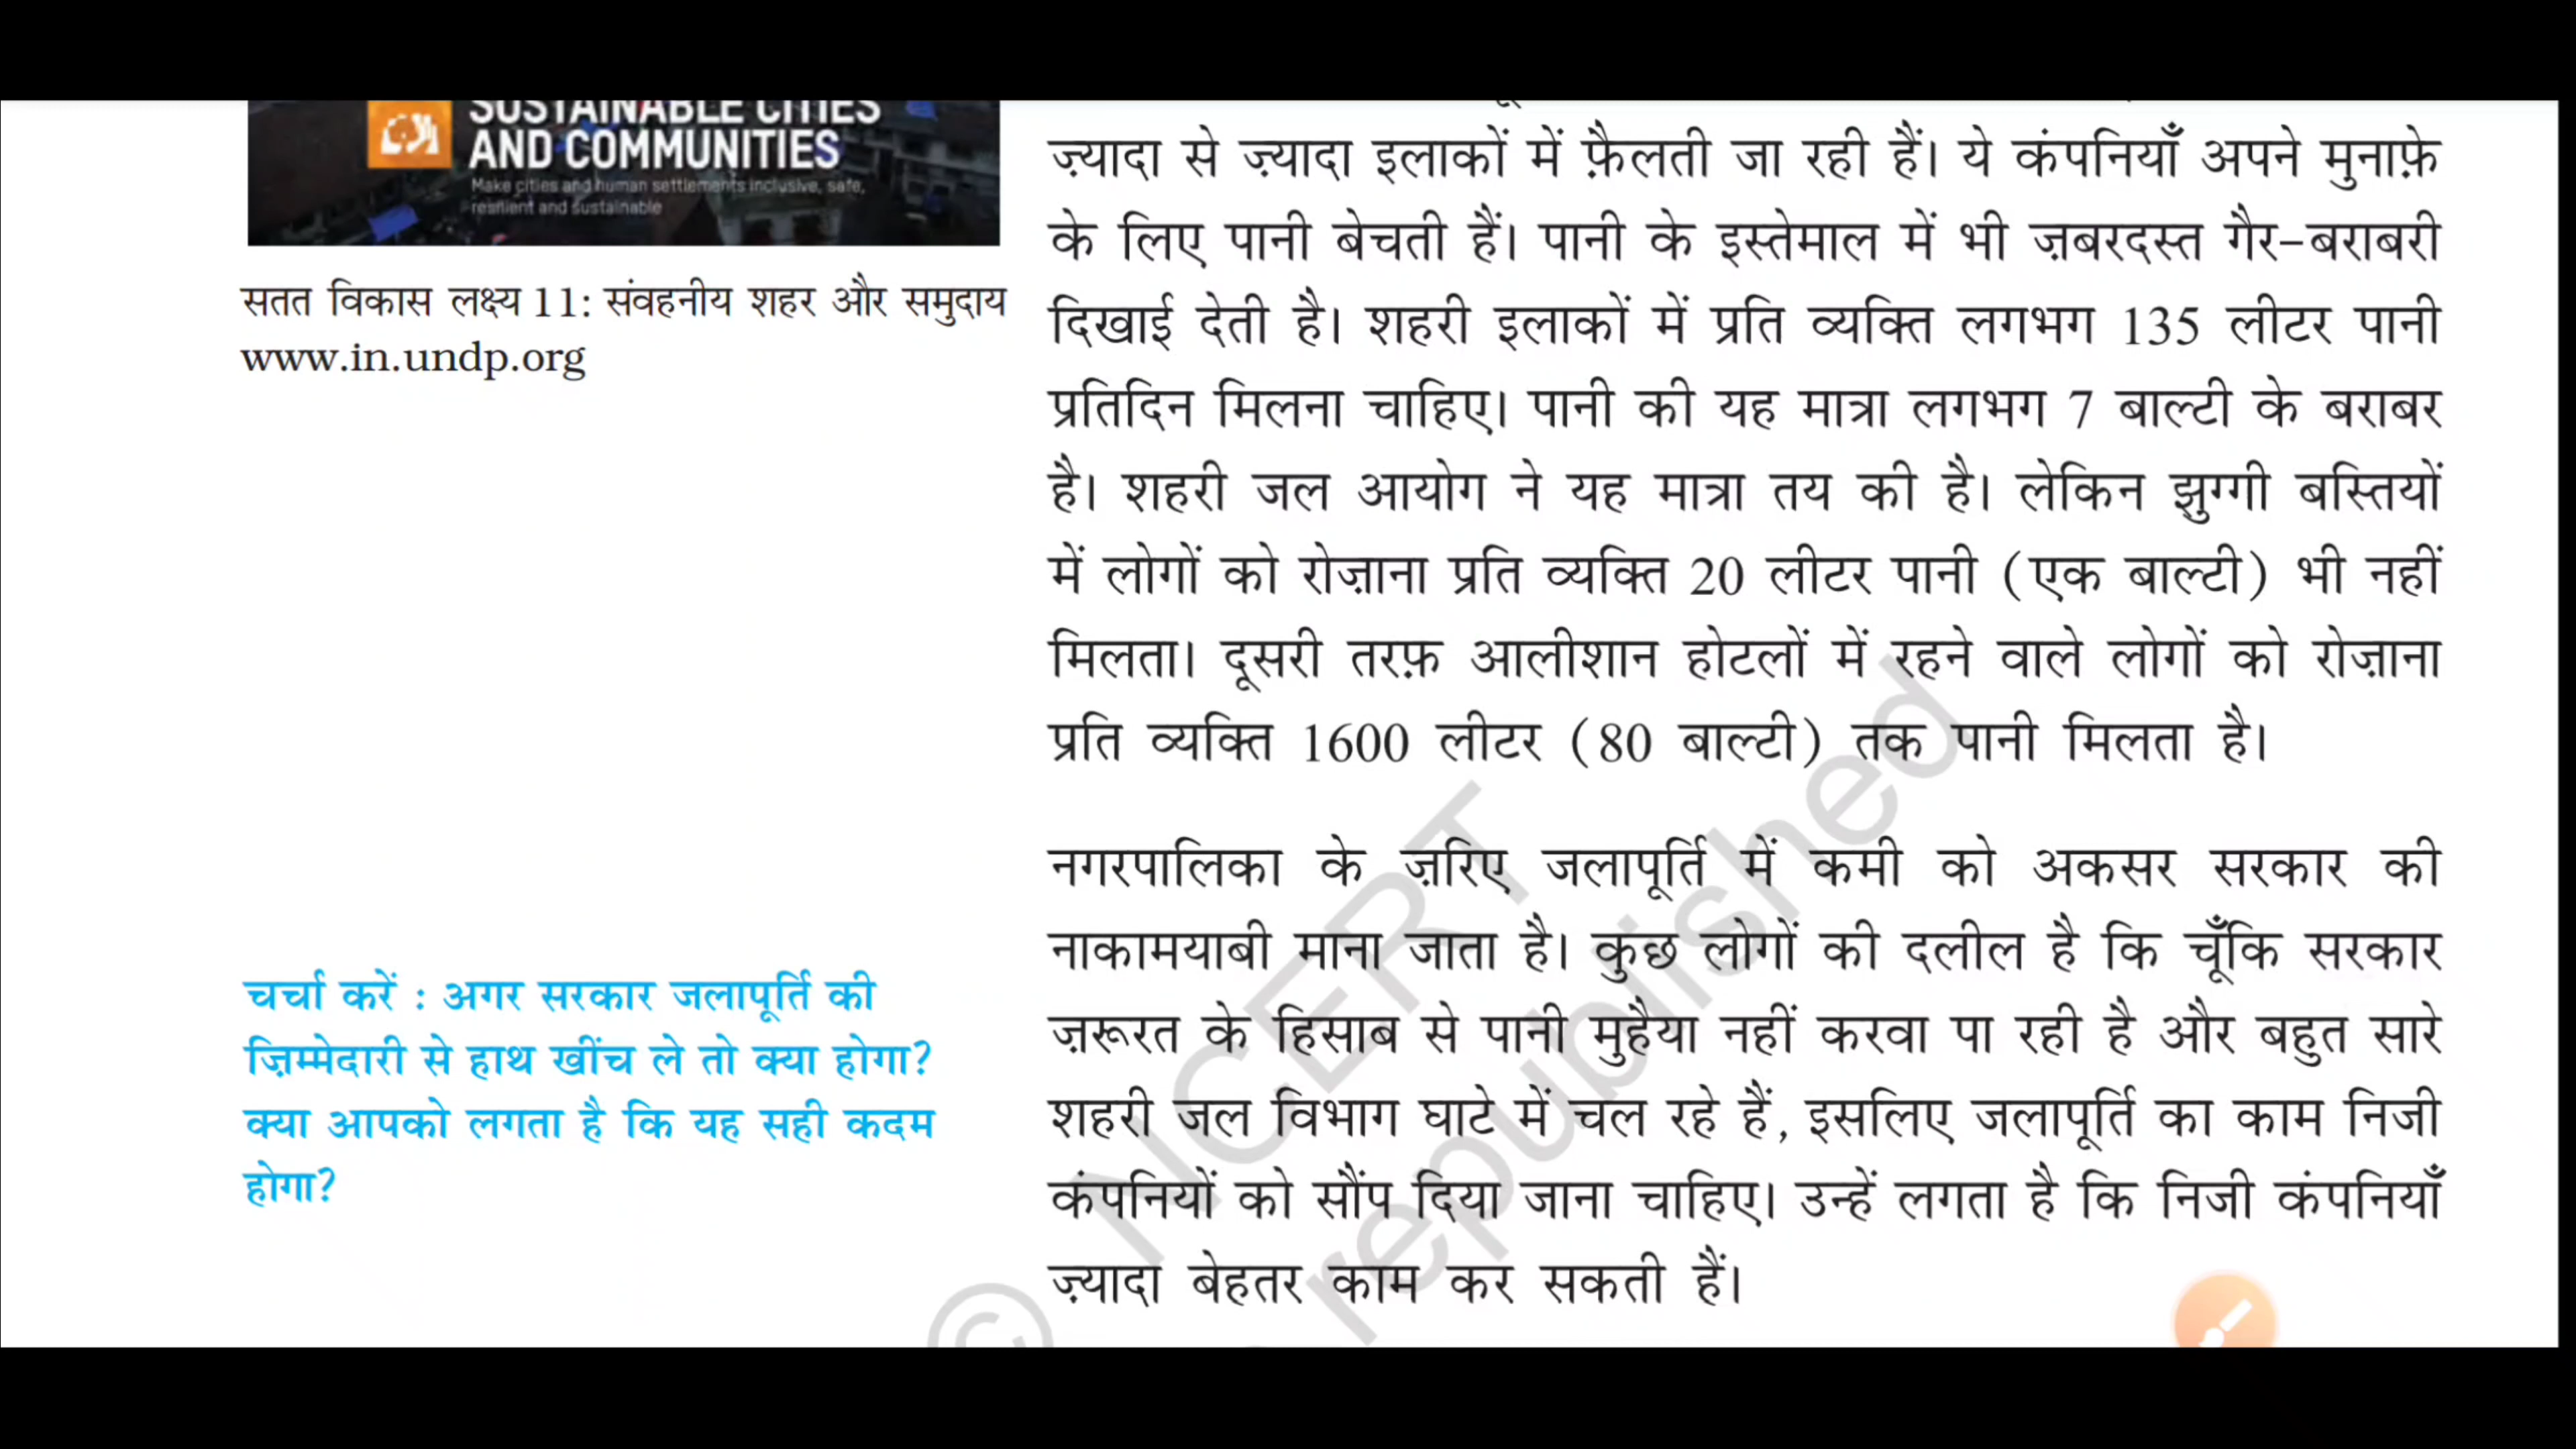 SUSTAINABLE CITIES
AND COMMUNITIES
Make cities and human settlements inclusive, safe,
resilient and sustainable
सतत विकास लक्ष्य 11: संवहनीय शहर और समुदाय
www.in.undp.org
चर्चा करें : अगर सरकार जलापूर्ति की
ज़िम्मेदारी से हाथ खींच ले तो क्या होगा?
क्या आपको लगता है कि यह सही कदम
होगा?
ज़्यादा से ज़्यादा इलाकों में फ़ैलती जा रही हैं। ये कंपनियाँ अपने मुनाफ़े
के लिए पानी बेचती हैं। पानी के इस्तेमाल में भी ज़बरदस्त गैर-बराबरी
दिखाई देती है। शहरी इलाकों में प्रति व्यक्ति लगभग 135 लीटर पानी
प्रतिदिन मिलना चाहिए। पानी की यह मात्रा लगभग 7 बाल्टी के बराबर
है। शहरी जल आयोग ने यह मात्रा तय की है। लेकिन झुग्गी बस्तियों
में लोगों को रोज़ाना प्रति व्यक्ति 20 लीटर पानी (एक बाल्टी) भी नहीं
मिलता। दूसरी तरफ़ आलीशान होटलों में रहने वाले लोगों को रोज़ाना
प्रति व्यक्ति 1600 लीटर (80 बाल्टी) तक पानी मिलता है।
नगरपालिका के ज़रिए जलापूर्ति में कमी को अकसर सरकार की
नाकामयाबी माना जाता है। कुछ लोगों की दलील है कि चूँकि सरकार
ज़रूरत के हिसाब से पानी मुहैया नहीं करवा पा रही है और बहुत सारे
शहरी जल विभाग घाटे में चल रहे हैं, इसलिए जलापूर्ति का काम निजी
कंपनियों को सौंप दिया जाना चाहिए। उन्हें लगता है कि निजी कंपनियाँ
ज़्यादा बेहतर काम कर सकती हैं।
© NCERT
republished